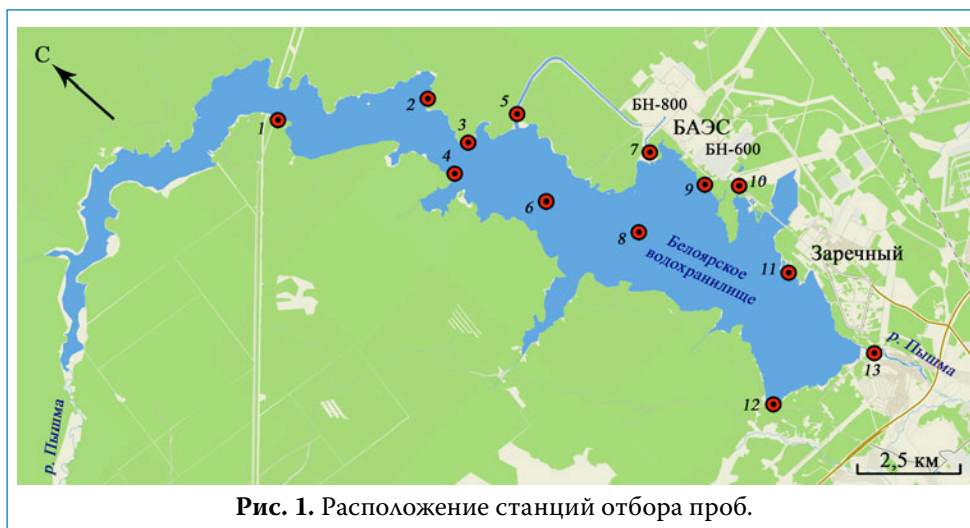 С
1
2
3
4
5
БН-800
БАЭС
БН-600
7
6
9
10
8
Белоярское
водохранилище
Заречный
11
р. Пышма
13
12
р. Пышма
2,5 км
Рис. 1. Расположение станций отбора проб.